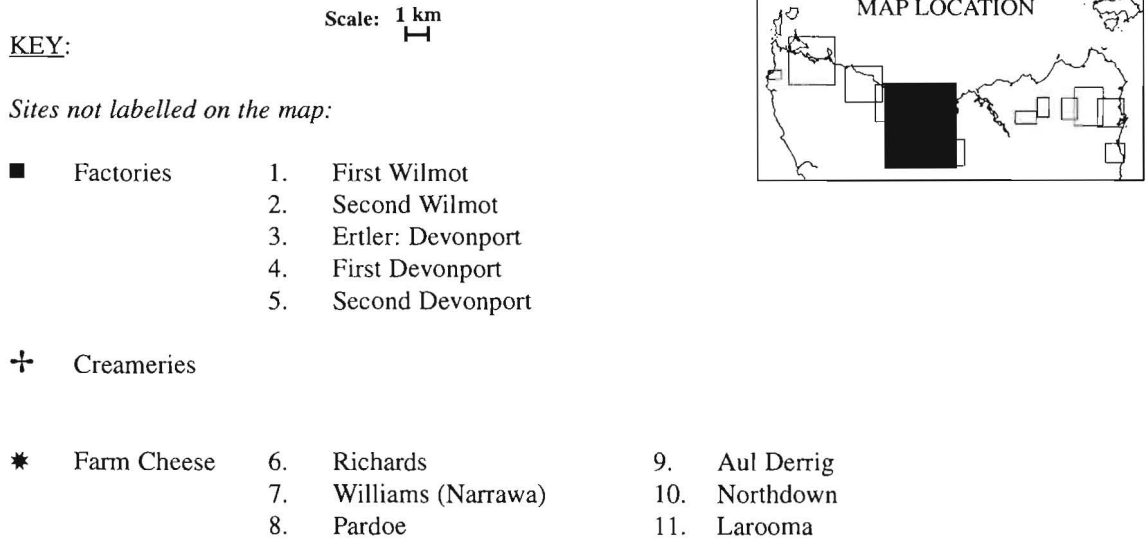 Scale: 1 km
MAP LOCATION
KEY:
Sites not labelled on the map:
■ Factories 1. First Wilmot
2. Second Wilmot
3. Ertler: Devonport
4. First Devonport
5. Second Devonport
✢ Creameries
✷ Farm Cheese 6. Richards 9. Aul Derrig
7. Williams (Narrawa) 10. Northdown
8. Pardoe 11. Larooma